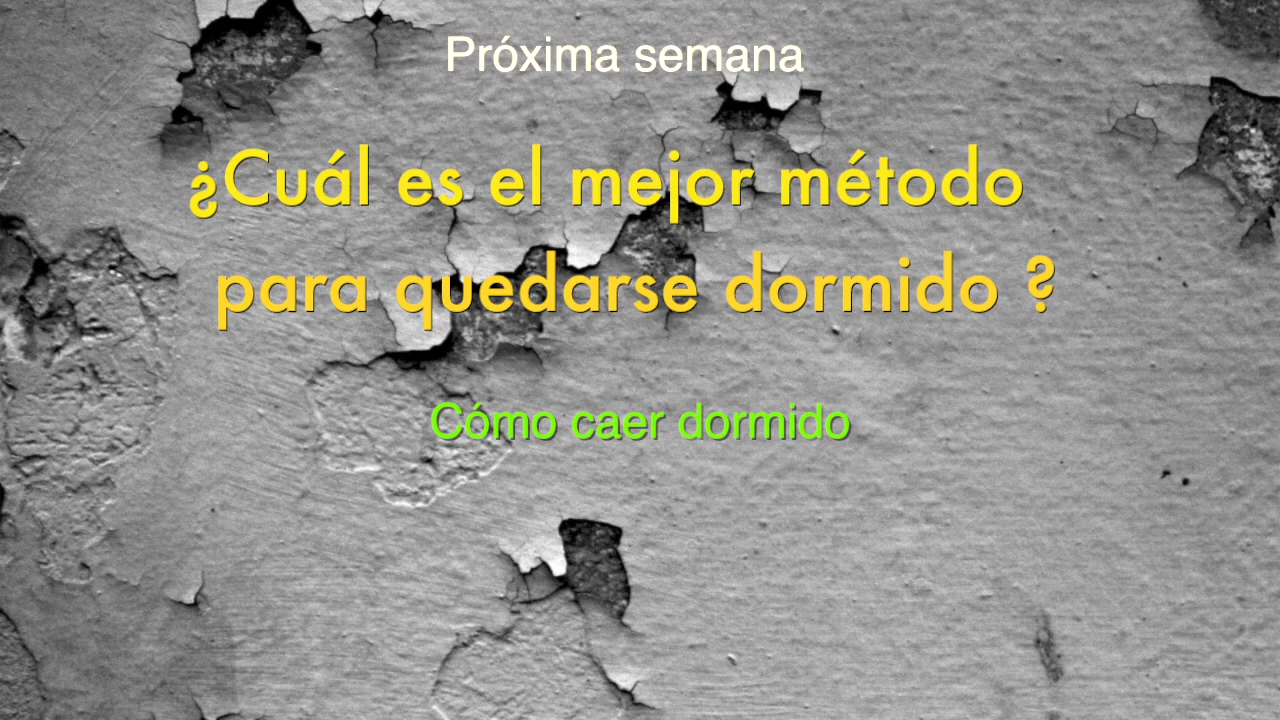 Próxima semana
¿Cuál es el mejor método
para quedarse dormido ?
Cómo caer dormido